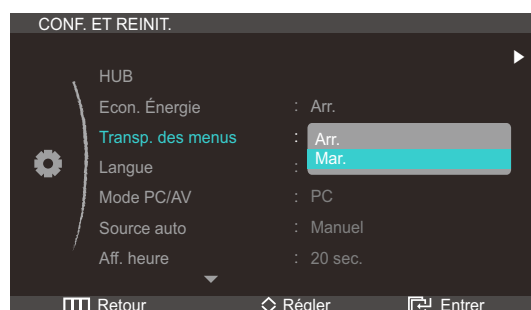 CONF. ET REINIT.
HUB
Econ. Énergie : Arr.
Transp. des menus : Arr.
Mar.
Langue :
Mode PC/AV : PC
Source auto : Manuel
Aff. heure : 20 sec.
Retour Régler Entrer